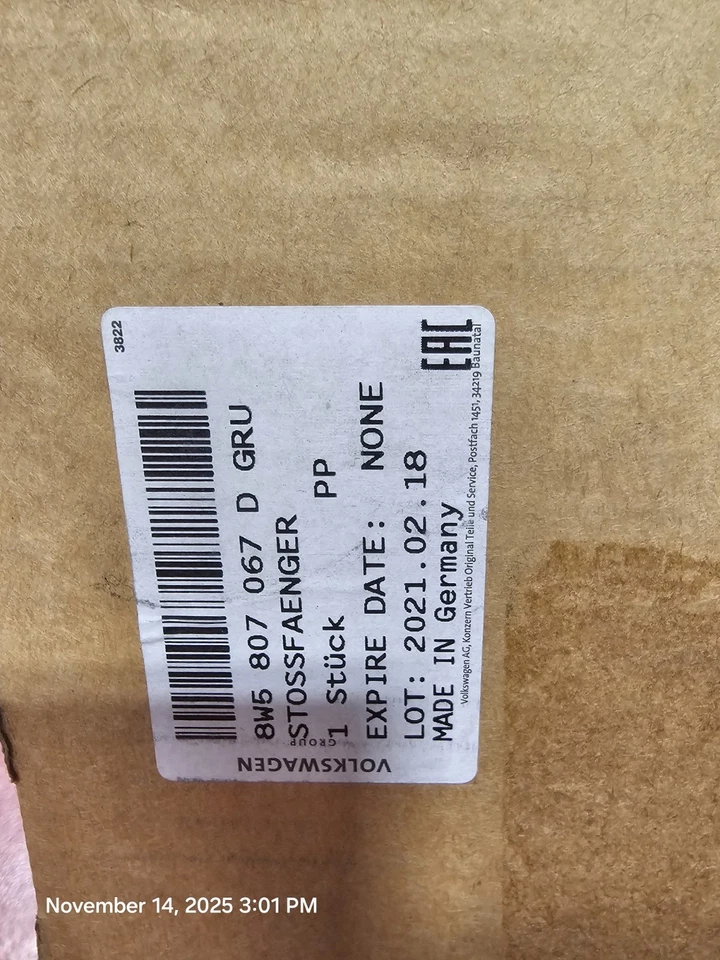 3822
8W5 807 067 D GRU
STOSSFAENGER
1 Stück PP
EXPIRE DATE: NONE
LOT: 2021.02.18
MADE IN Germany
EAC
Volkswagen AG, Konzern Vertrieb Original Teile und Service, Postfach 1451, 34219 Baunatal
VOLKSWAGEN
GROUP
November 14, 2025 3:01 PM